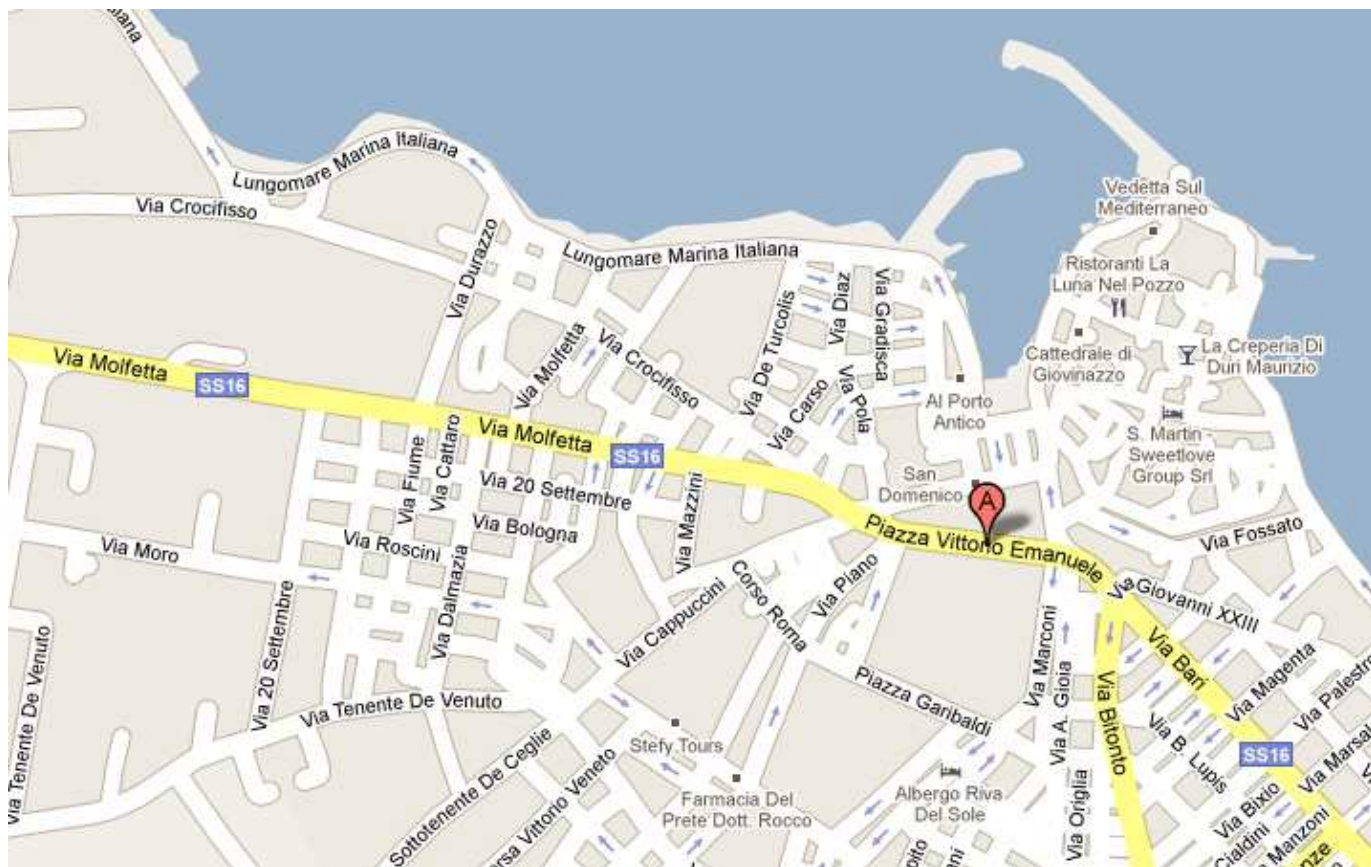 aliana
Lungomare Marina Italiana
Via Crocifisso
Via Durazzo
Lungomare Marina Italiana
Vedetta Sul
Mediterraneo
Ristoranti La
Luna Nel Pozzo
Via De Turcolis
Via Diaz
Via Gradisca
Via Molfetta
SS16
Via Molfetta
Via Crocifisso
Cattedrale di
Giovinazzo
La Creperia Di
Duri Maurizio
Via Carso
Via Pola
Al Porto
Antico
Via Fiume
Via Cattaro
Via Molfetta
SS16
S. Martin -
Sweetlove
Group Srl
Via 20 Settembre
San
Domenico
A
Via Mazzini
Via Bologna
Piazza Vittorio Emanuele
Via Fossato
Via Moro
Via Roscini
Via Dalmazia
Via Cappuccini
Corso Roma
Via Piano
Via Giovanni XXIII
Via 20 Settembre
Via Tenente De Venuto
Via Marconi
Via A. Gioia
Via Bari
Via Magenta
Via Palestr
Via Tenente De Venuto
Piazza Garibaldi
Via Bitonto
Via B. Lupis
SS16
Via Marsal
Stefy Tours
Sottotenente De Ceglie
orsa Vittorio Veneto
Farmacia Del
Prete Dott. Rocco
Albergo Riva
Del Sole
Via Origlia
Via Bixio
Cialdini
Manzoni
enze